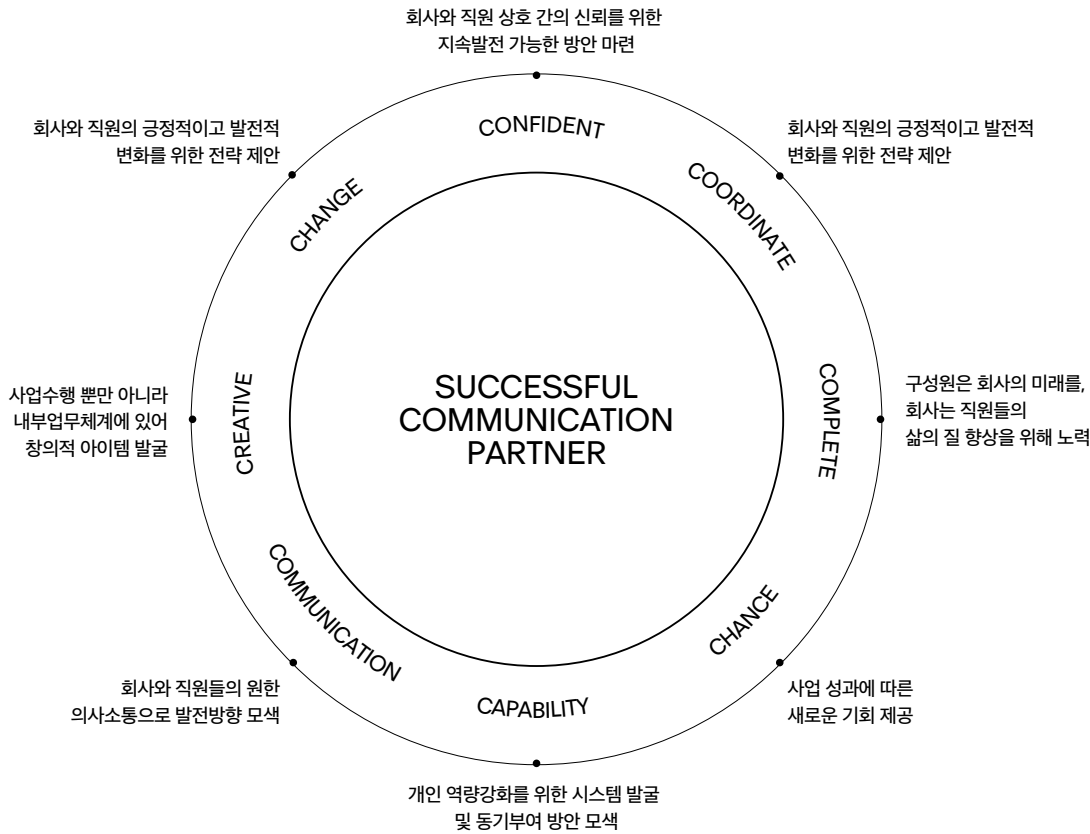 회사와 직원 상호 간의 신뢰를 위한
지속발전 가능한 방안 마련
CONFIDENT
회사와 직원의 긍정적이고 발전적
변화를 위한 전략 제안
COORDINATE
구성원은 회사의 미래를,
회사는 직원들의
삶의 질 향상을 위해 노력
COMPLETE
사업 성과에 따른
새로운 기회 제공
CHANCE
개인 역량강화를 위한 시스템 발굴
및 동기부여 방안 모색
CAPABILITY
회사와 직원들의 원한
의사소통으로 발전방향 모색
COMMUNICATION
사업수행 뿐만 아니라
내부업무체계에 있어
창의적 아이템 발굴
CREATIVE
회사와 직원의 긍정적이고 발전적
변화를 위한 전략 제안
CHANGE
SUCCESSFUL
COMMUNICATION
PARTNER